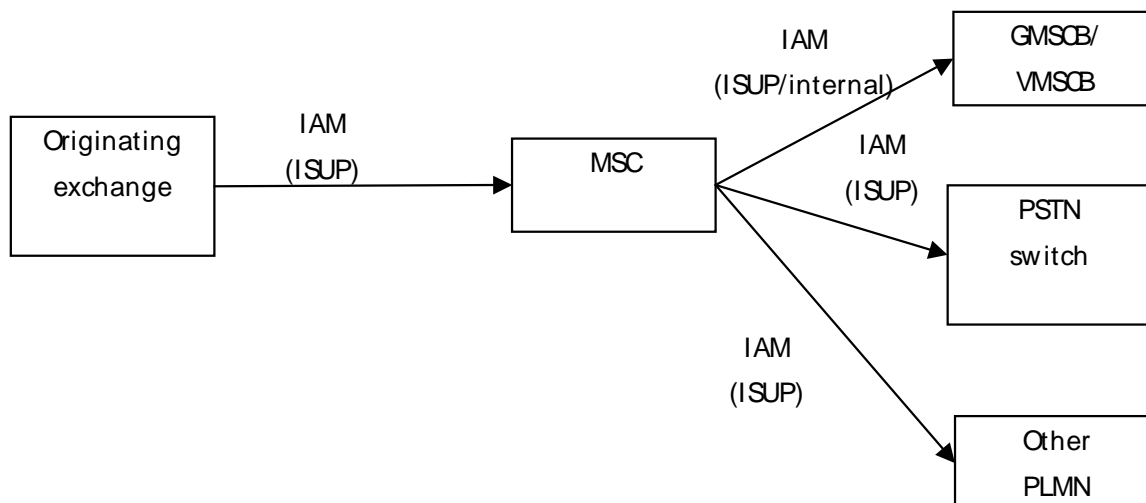 Originating
exchange
IAM
(ISUP)
MSC
IAM
(ISUP/internal)
GMSCB/
VMSCB
IAM
(ISUP)
PSTN
switch
IAM
(ISUP)
Other
PLMN